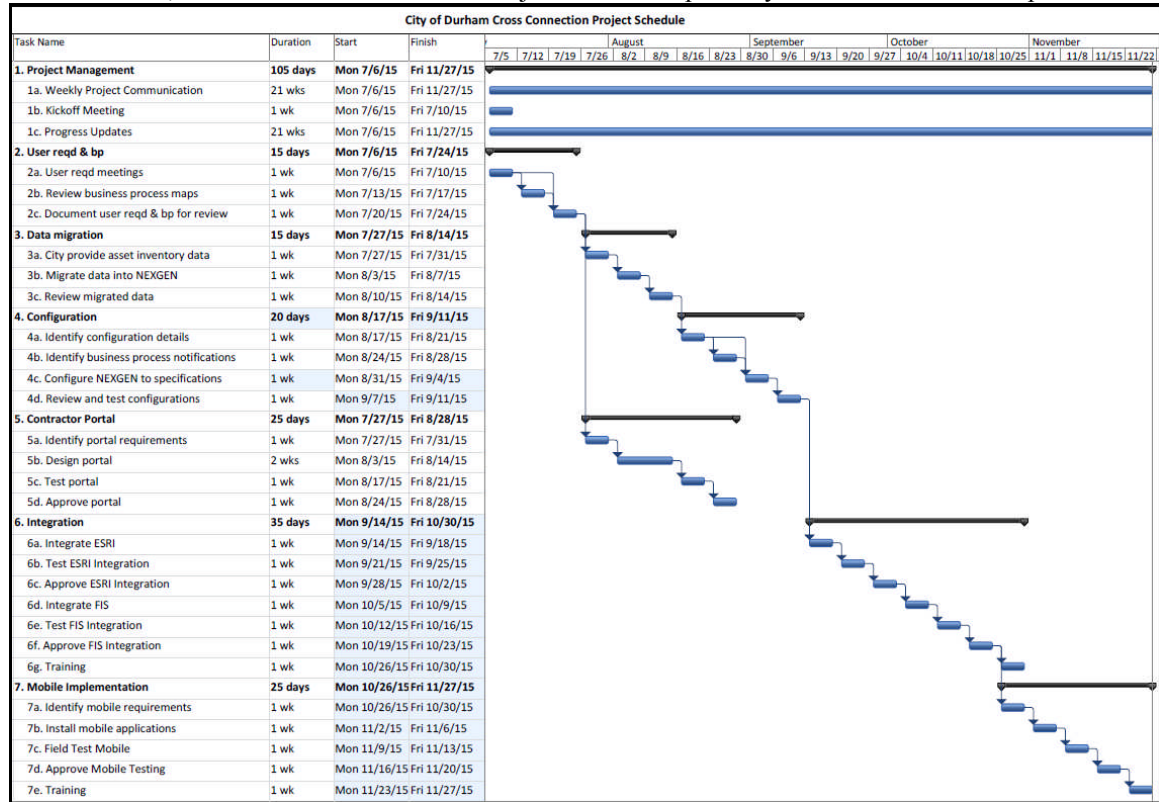 City of Durham Cross Connection Project Schedule
Task Name Duration Start Finish August September October November
7/5 7/12 7/19 7/26 8/2 8/9 8/16 8/23 8/30 9/6 9/13 9/20 9/27 10/4 10/11 10/18 10/25 11/1 11/8 11/15 11/22
1. Project Management 105 days Mon 7/6/15 Fri 11/27/15
1a. Weekly Project Communication 21 wks Mon 7/6/15 Fri 11/27/15
1b. Kickoff Meeting 1 wk Mon 7/6/15 Fri 7/10/15
1c. Progress Updates 21 wks Mon 7/6/15 Fri 11/27/15
2. User reqd & bp 15 days Mon 7/6/15 Fri 7/24/15
2a. User reqd meetings 1 wk Mon 7/6/15 Fri 7/10/15
2b. Review business process maps 1 wk Mon 7/13/15 Fri 7/17/15
2c. Document user reqd & bp for review 1 wk Mon 7/20/15 Fri 7/24/15
3. Data migration 15 days Mon 7/27/15 Fri 8/14/15
3a. City provide asset inventory data 1 wk Mon 7/27/15 Fri 7/31/15
3b. Migrate data into NEXGEN 1 wk Mon 8/3/15 Fri 8/7/15
3c. Review migrated data 1 wk Mon 8/10/15 Fri 8/14/15
4. Configuration 20 days Mon 8/17/15 Fri 9/11/15
4a. Identify configuration details 1 wk Mon 8/17/15 Fri 8/21/15
4b. Identify business process notifications 1 wk Mon 8/24/15 Fri 8/28/15
4c. Configure NEXGEN to specifications 1 wk Mon 8/31/15 Fri 9/4/15
4d. Review and test configurations 1 wk Mon 9/7/15 Fri 9/11/15
5. Contractor Portal 25 days Mon 7/27/15 Fri 8/28/15
5a. Identify portal requirements 1 wk Mon 7/27/15 Fri 7/31/15
5b. Design portal 2 wks Mon 8/3/15 Fri 8/14/15
5c. Test portal 1 wk Mon 8/17/15 Fri 8/21/15
5d. Approve portal 1 wk Mon 8/24/15 Fri 8/28/15
6. Integration 35 days Mon 9/14/15 Fri 10/30/15
6a. Integrate ESRI 1 wk Mon 9/14/15 Fri 9/18/15
6b. Test ESRI Integration 1 wk Mon 9/21/15 Fri 9/25/15
6c. Approve ESRI Integration 1 wk Mon 9/28/15 Fri 10/2/15
6d. Integrate FIS 1 wk Mon 10/5/15 Fri 10/9/15
6e. Test FIS Integration 1 wk Mon 10/12/15 Fri 10/16/15
6f. Approve FIS Integration 1 wk Mon 10/19/15 Fri 10/23/15
6g. Training 1 wk Mon 10/26/15 Fri 10/30/15
7. Mobile Implementation 25 days Mon 10/26/15 Fri 11/27/15
7a. Identify mobile requirements 1 wk Mon 10/26/15 Fri 10/30/15
7b. Install mobile applications 1 wk Mon 11/2/15 Fri 11/6/15
7c. Field Test Mobile 1 wk Mon 11/9/15 Fri 11/13/15
7d. Approve Mobile Testing 1 wk Mon 11/16/15 Fri 11/20/15
7e. Training 1 wk Mon 11/23/15 Fri 11/27/15